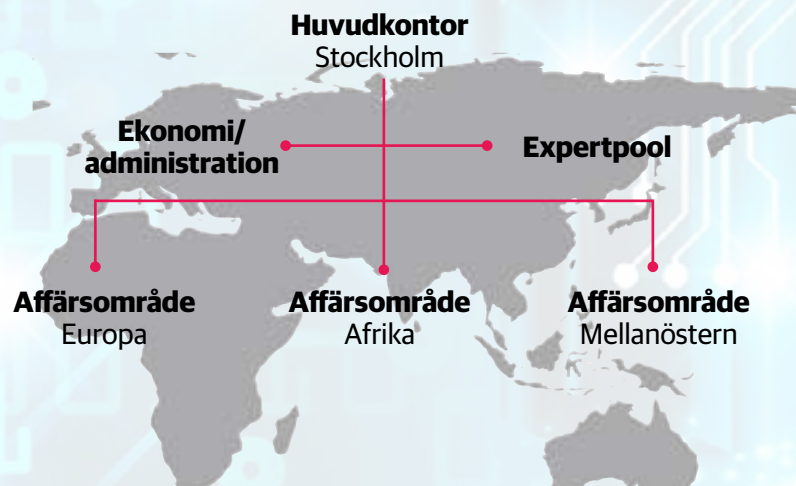 Huvudkontor
Stockholm
Ekonomi/
administration
Expertpool
Affärsområde
Europa
Affärsområde
Afrika
Affärsområde
Mellanöstern